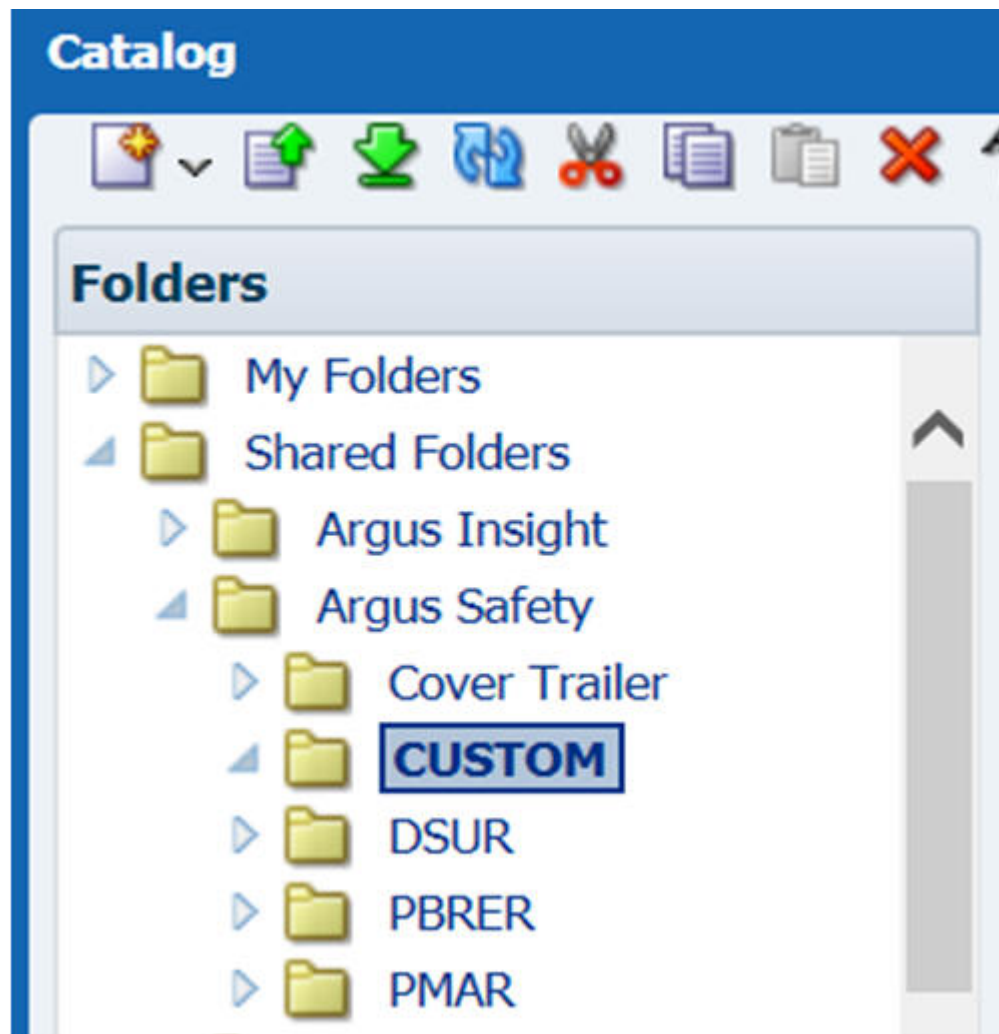 Catalog
Folders
My Folders
Shared Folders
Argus Insight
Argus Safety
Cover Trailer
CUSTOM
DSUR
PBRER
PMAR